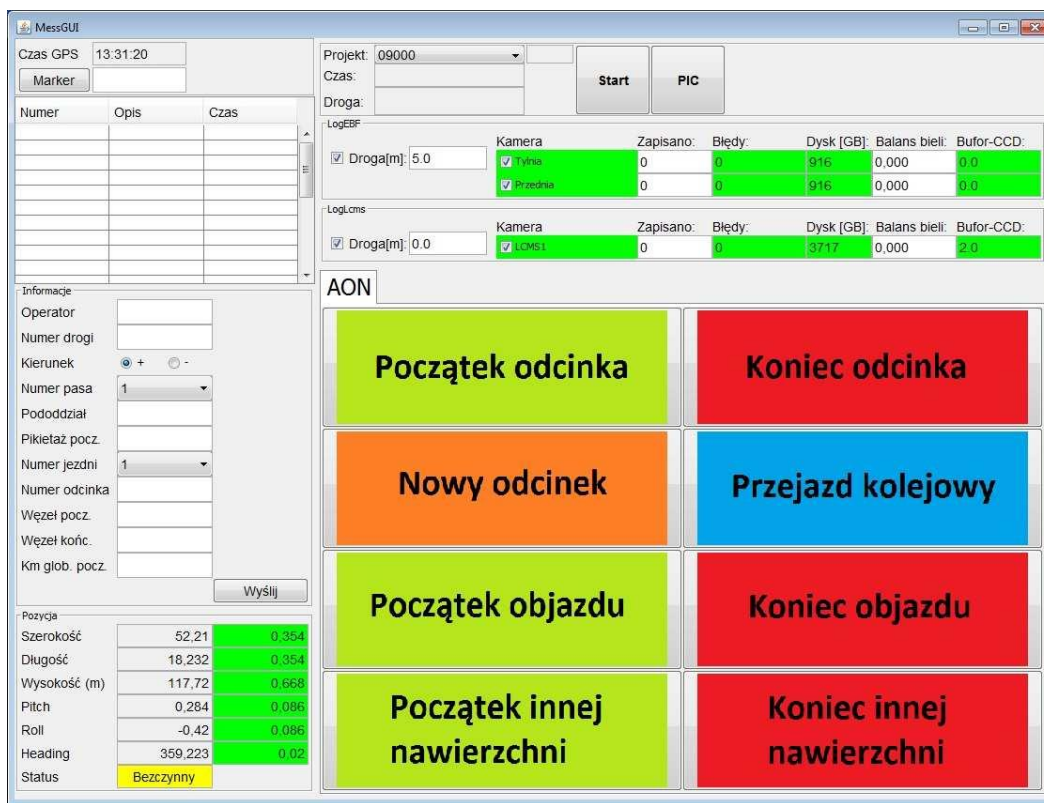 MessGUI
Czas GPS 13:31:20
Marker
Numer Opis Czas
Informacje
Operator
Numer drogi
Kierunek + -
Numer pasa 1
Pododdział
Pikietaż pocz.
Numer jezdni 1
Numer odcinka
Węzeł pocz.
Węzeł końc.
Km glob. pocz.
Wyślij
Pozycja
Szerokość 52,21 0,354
Długość 18,232 0,354
Wysokość (m) 117,72 0,668
Pitch 0,284 0,086
Roll -0,42 0,086
Heading 359,223 0,02
Status Bezczynny
Projekt: 09000
Czas:
Droga:
Start PIC
LogEBF
Kamera Zapisano: Błędy: Dysk [GB]: Balans bieli: Bufor-CCD:
Droga[m]: 5.0 Tylnia 0 0 916 0,000 0.0
Przednia 0 0 916 0,000 0.0
LogLcms
Kamera Zapisano: Błędy: Dysk [GB]: Balans bieli: Bufor-CCD:
Droga[m]: 0.0 LCMS1 0 0 3717 0,000 2.0
AON
Początek odcinka Koniec odcinka
Nowy odcinek Przejazd kolejowy
Początek objazdu Koniec objazdu
Początek innej
nawierzchni
Koniec innej
nawierzchni